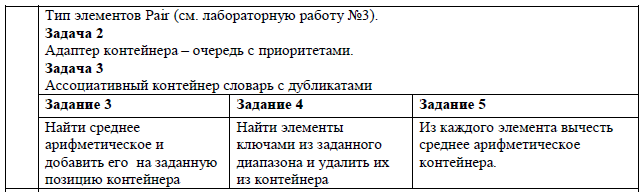 Тип элементов Pair (см. лабораторную работу №3).
Задача 2
Адаптер контейнера – очередь с приоритетами.
Задача 3
Ассоциативный контейнер словарь с дубликатами
Задание 3
Найти среднее
арифметическое и
добавить его на заданную
позицию контейнера
Задание 4
Найти элементы
ключами из заданного
диапазона и удалить их
из контейнера
Задание 5
Из каждого элемента вычесть
среднее арифметическое
контейнера.